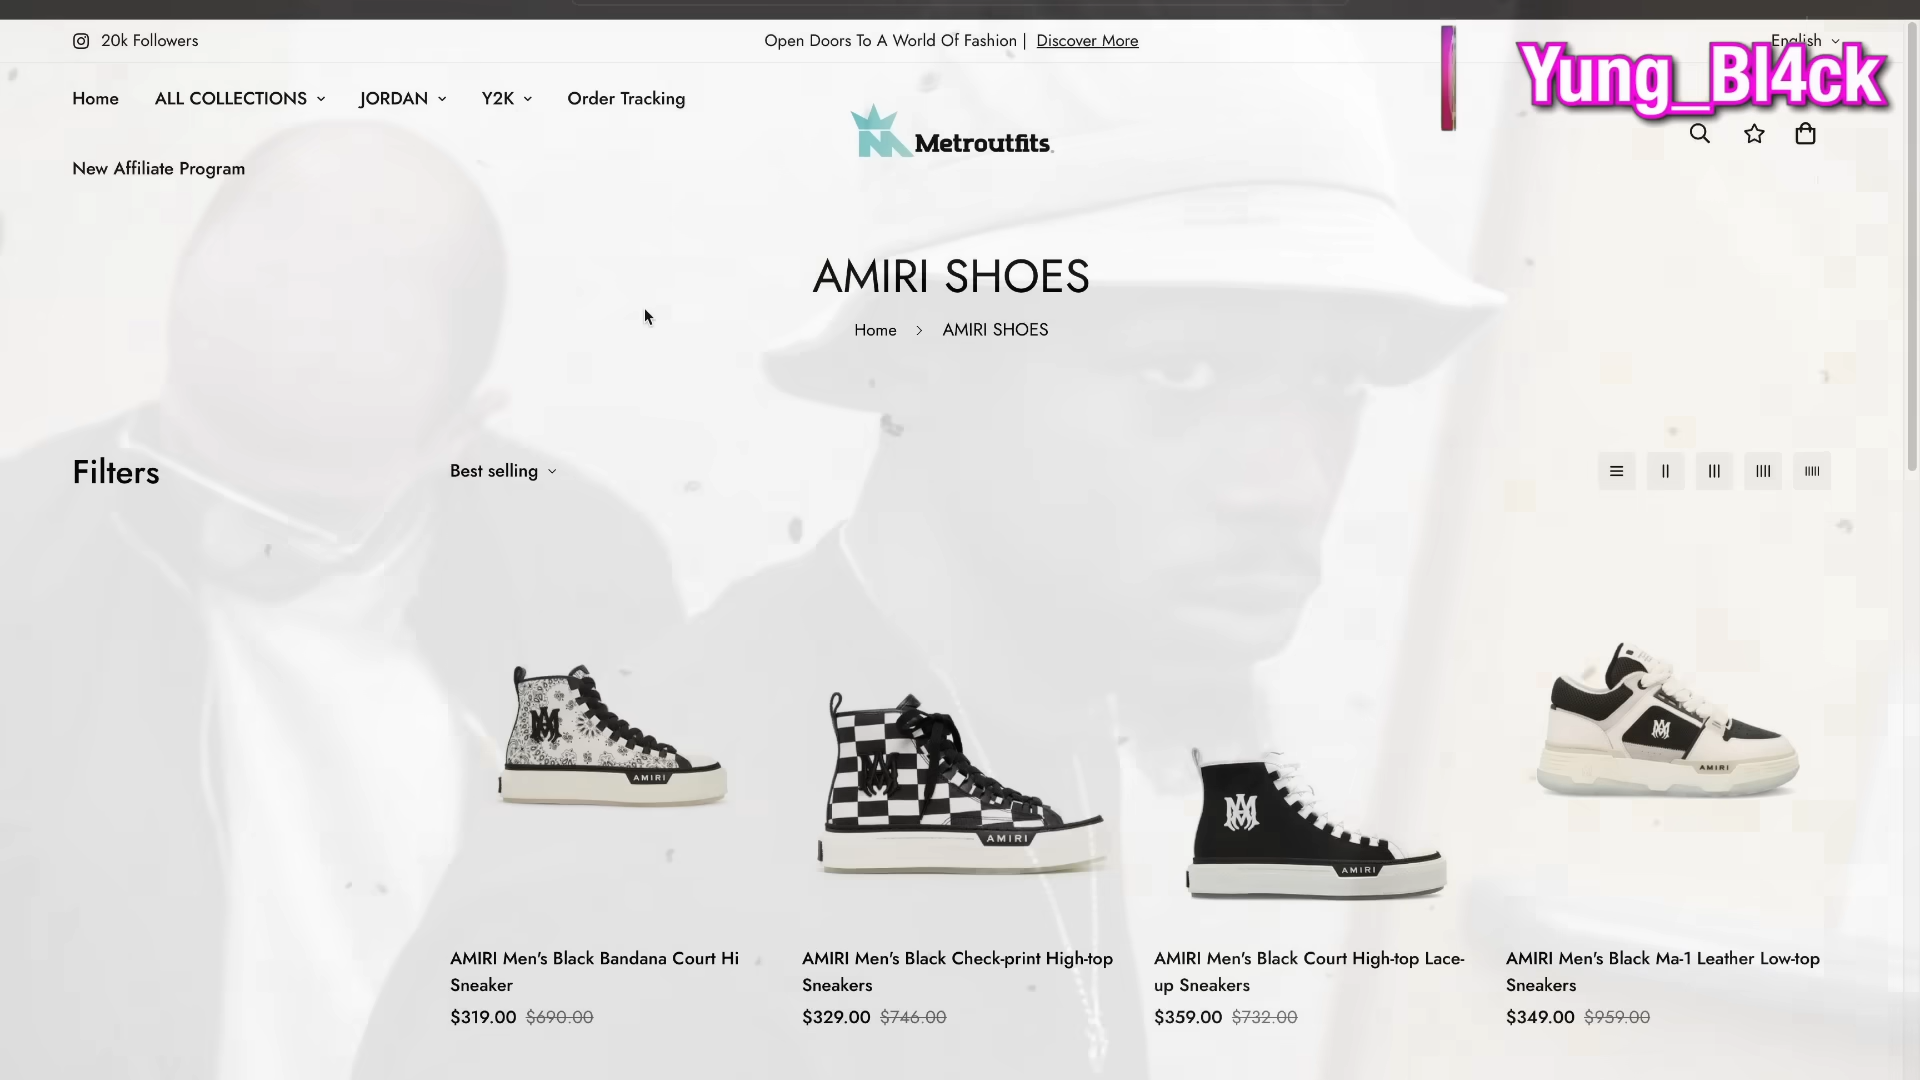 20k Followers
Open Doors To A World Of Fashion | Discover More
English
Yung_Bl4ck
Home
ALL COLLECTIONS
JORDAN
Y2K
Order Tracking
Metroutfits
New Affiliate Program
AMIRI SHOES
Home > AMIRI SHOES
Filters
Best selling
AMIRI
AMIRI
AMIRI
AMIRI
AMIRI Men's Black Bandana Court Hi
Sneaker
$319.00 $690.00
AMIRI Men's Black Check-print High-top
Sneakers
$329.00 $746.00
AMIRI Men's Black Court High-top Lace-
up Sneakers
$359.00 $732.00
AMIRI Men's Black Ma-1 Leather Low-top
Sneakers
$349.00 $959.00